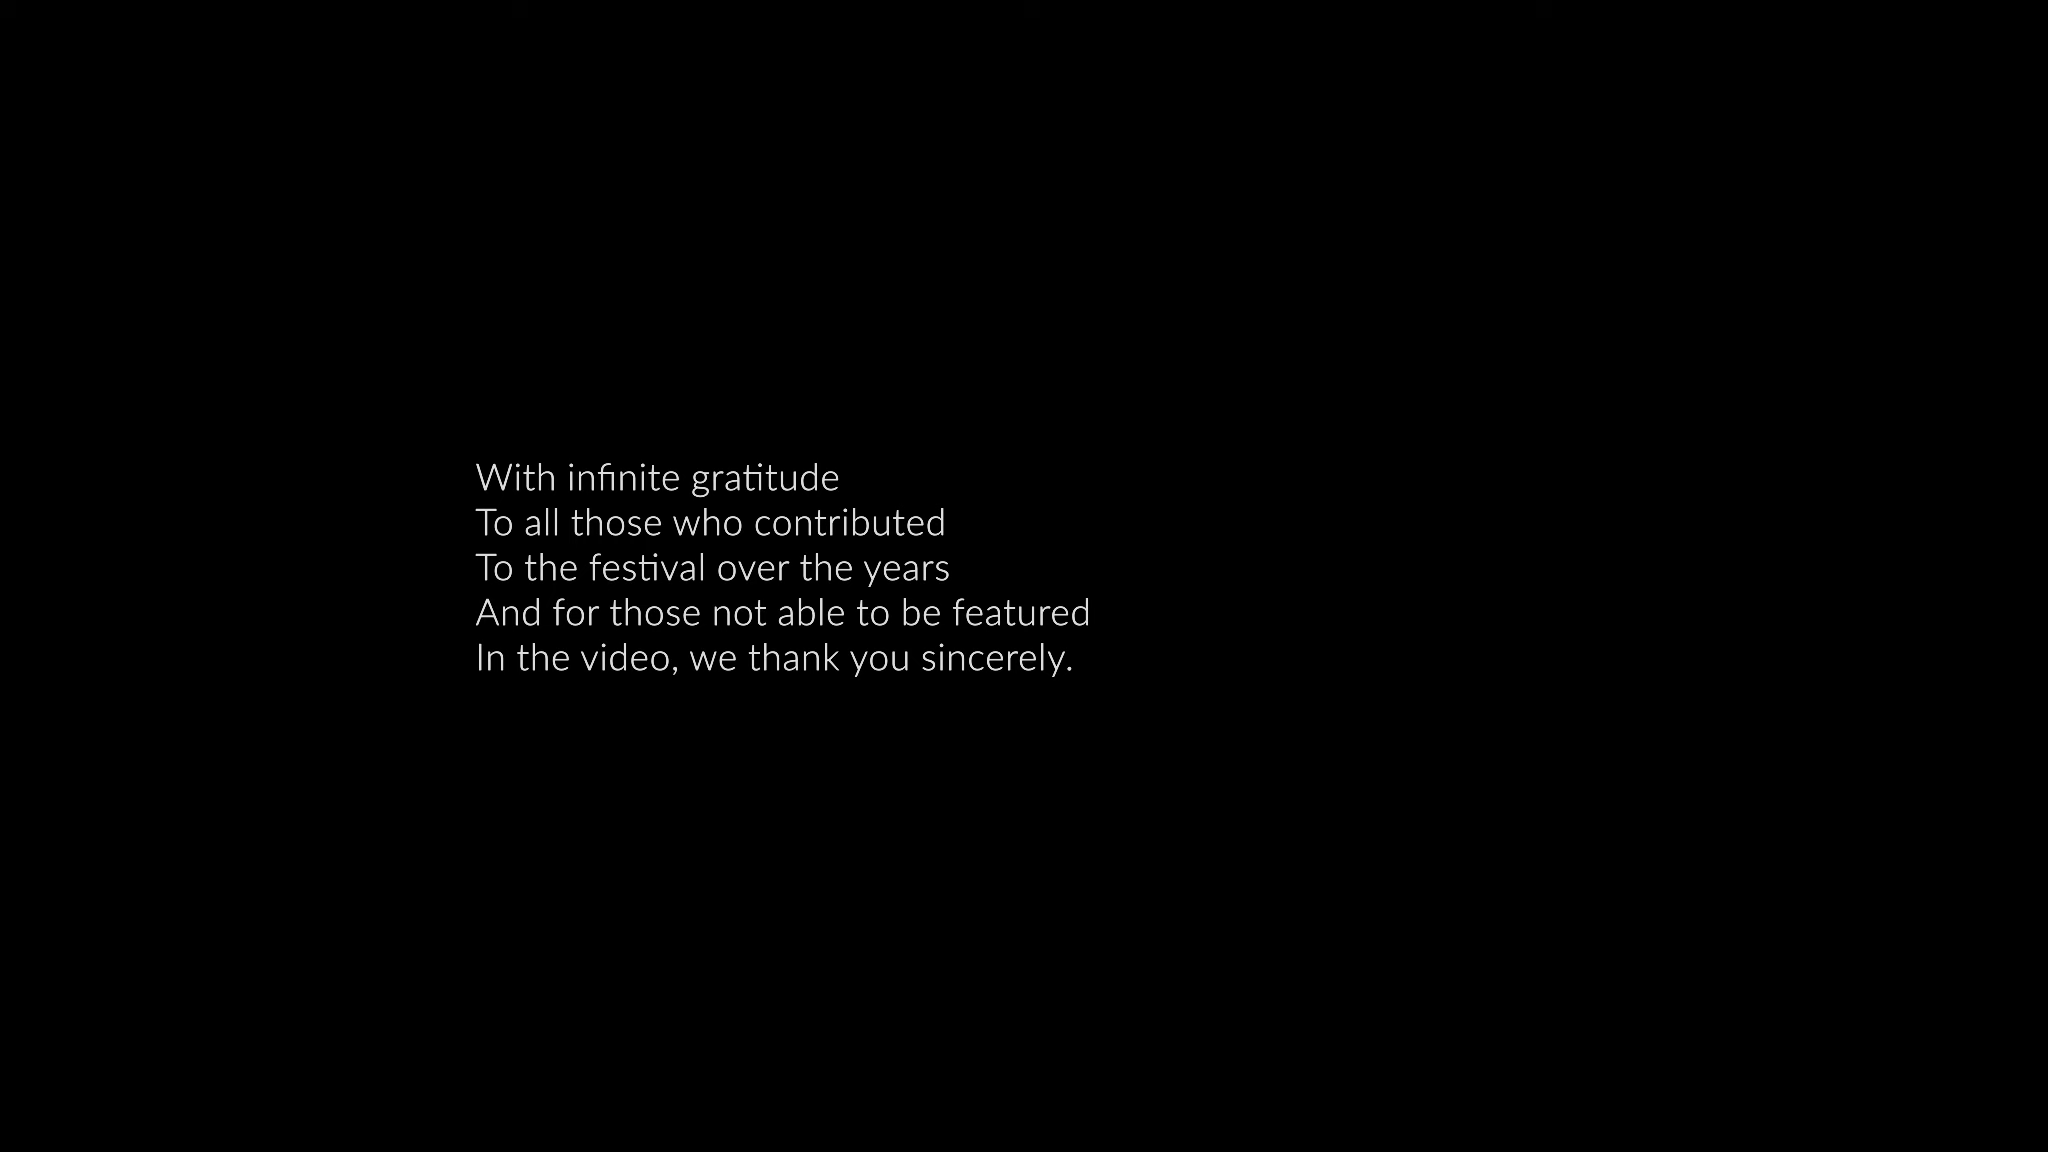 With infinite gratitude
To all those who contributed
To the festival over the years
And for those not able to be featured
In the video, we thank you sincerely.